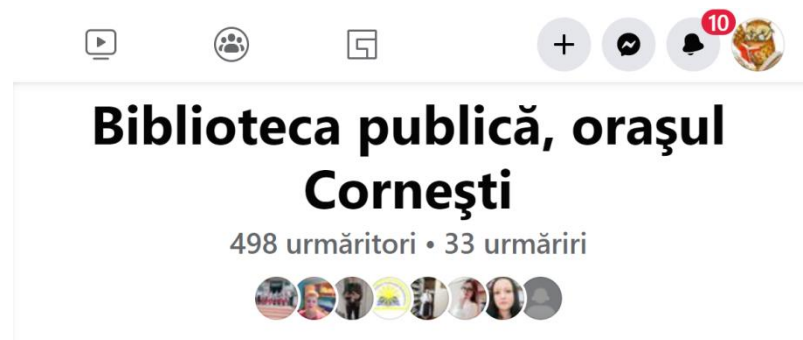 10
Biblioteca publică, oraşul
Corneşti
498 urmăritori • 33 urmăriri